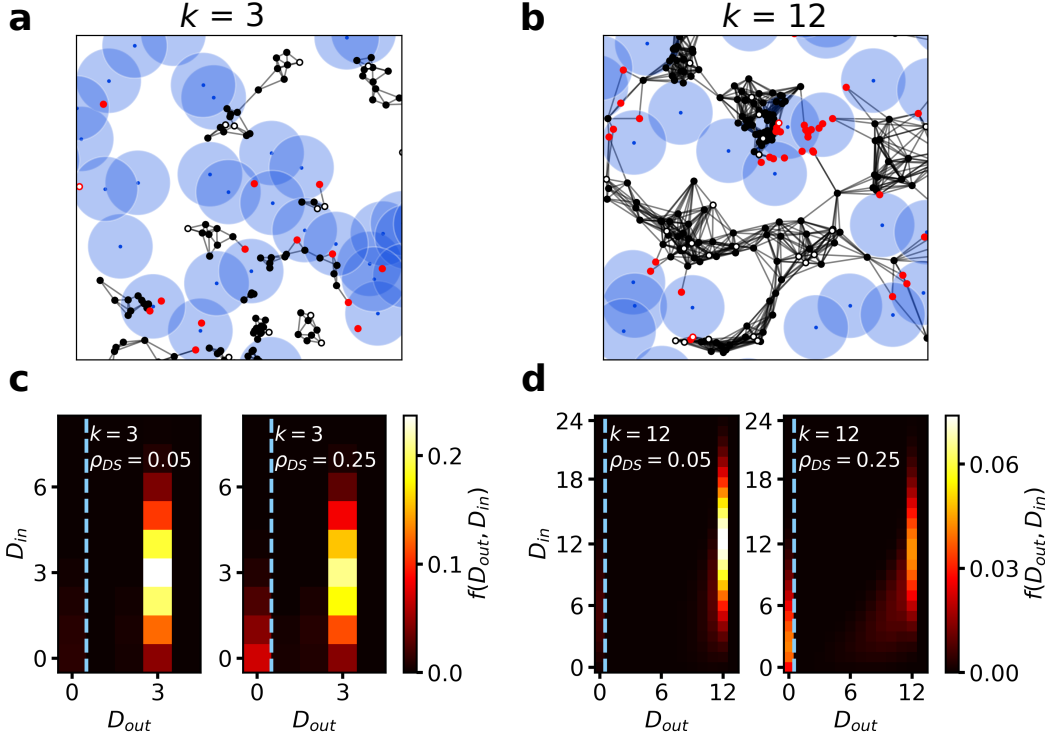 a
k = 3
b
k = 12
c
k = 3
ρDS = 0.05
Din
6
3
0
0
3
Dout
k = 3
ρDS = 0.25
0
3
Dout
0.2
0.1
0.0
f(Dout, Din)
d
k = 12
ρDS = 0.05
Din
24
18
12
6
0
0
6
12
Dout
k = 12
ρDS = 0.25
24
18
12
6
0
0
6
12
Dout
0.06
0.03
0.00
f(Dout, Din)